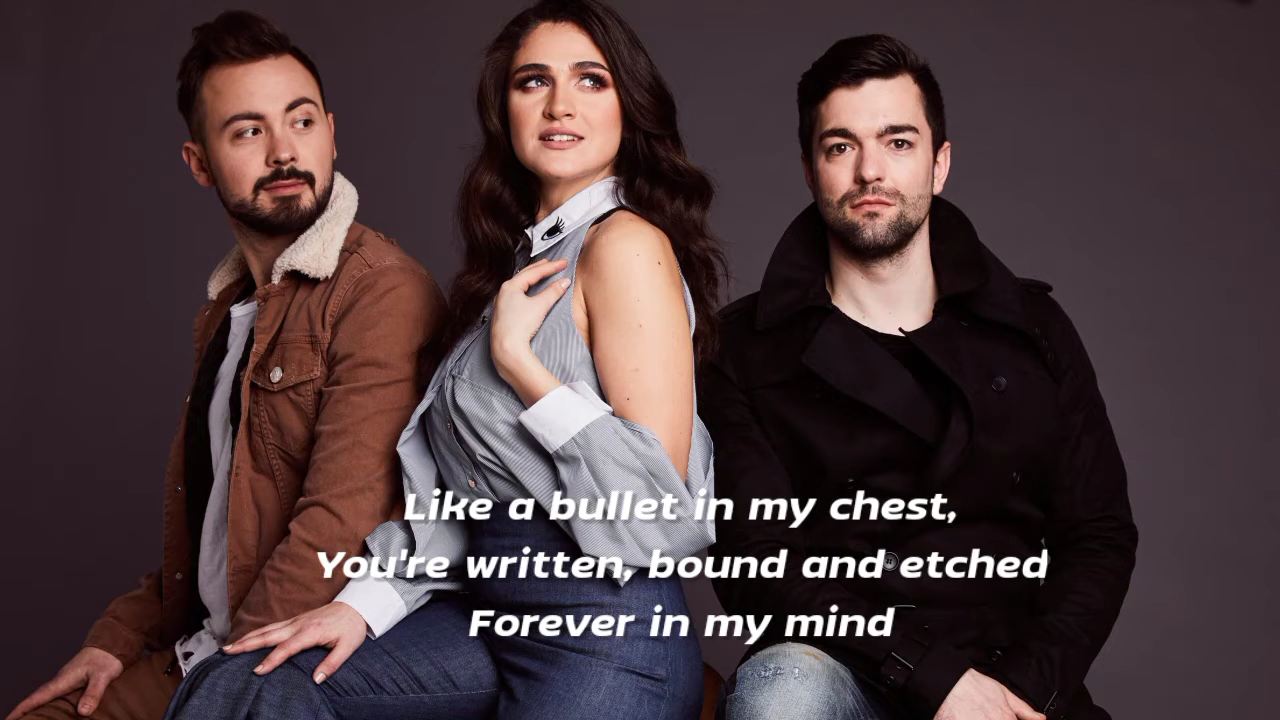 Like a bullet in my chest,
You're written, bound and etched
Forever in my mind